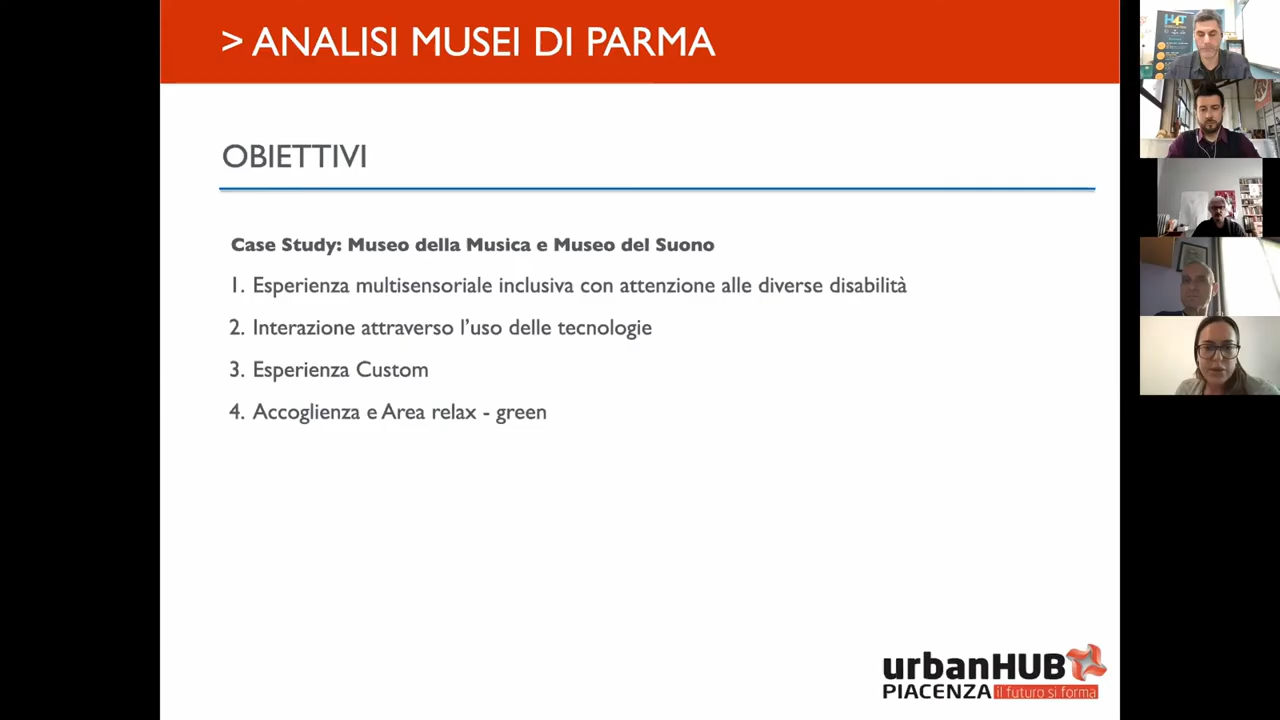 > ANALISI MUSEI DI PARMA
OBIETTIVI
Case Study: Museo della Musica e Museo del Suono
1. Esperienza multisensoriale inclusiva con attenzione alle diverse disabilità
2. Interazione attraverso l’uso delle tecnologie
3. Esperienza Custom
4. Accoglienza e Area relax - green
urbanHUB
PIACENZA il futuro si forma
H4T